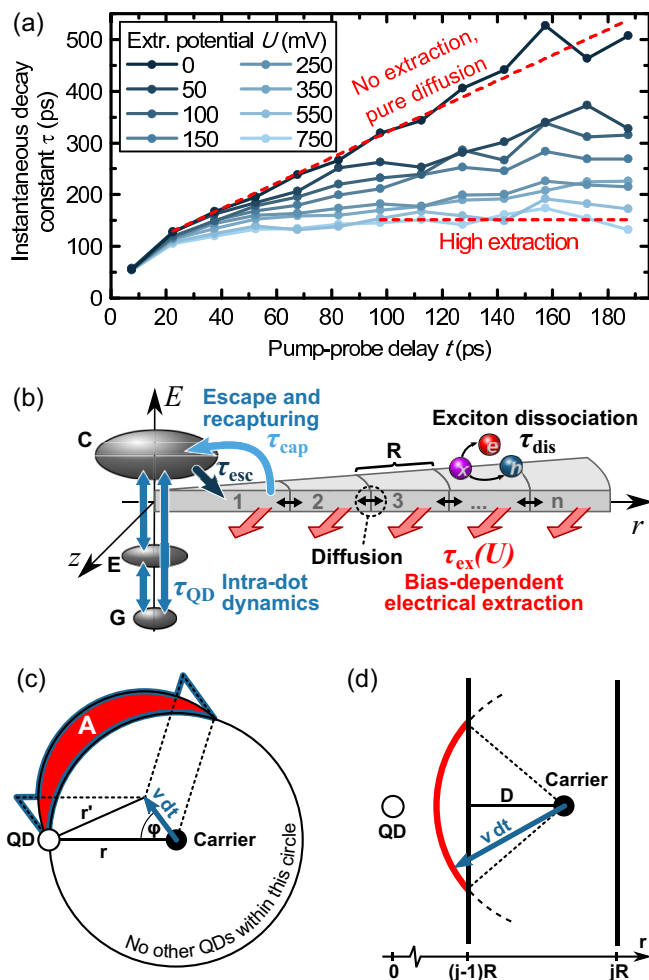 (a)
500
400
300
200
100
0
Instantaneous decay
constant τ (ps)
Extr. potential U (mV)
0
250
50
350
100
550
150
750
No extraction,
pure diffusion
High extraction
0 20 40 60 80 100 120 140 160 180
Pump-probe delay t (ps)
(b)
E
Escape and
recapturing
τcap
C
τesc
Exciton dissociation
τdis
R
x e h
1 2 3 ... n
r
Diffusion
z
E
τQD Intra-dot
dynamics
τex(U)
Bias-dependent
electrical extraction
G
(c)
A
r'
v dt
φ
QD
r
Carrier
No other QDs within this circle
(d)
Carrier
D
QD
v dt
r
0
(j-1)R
jR